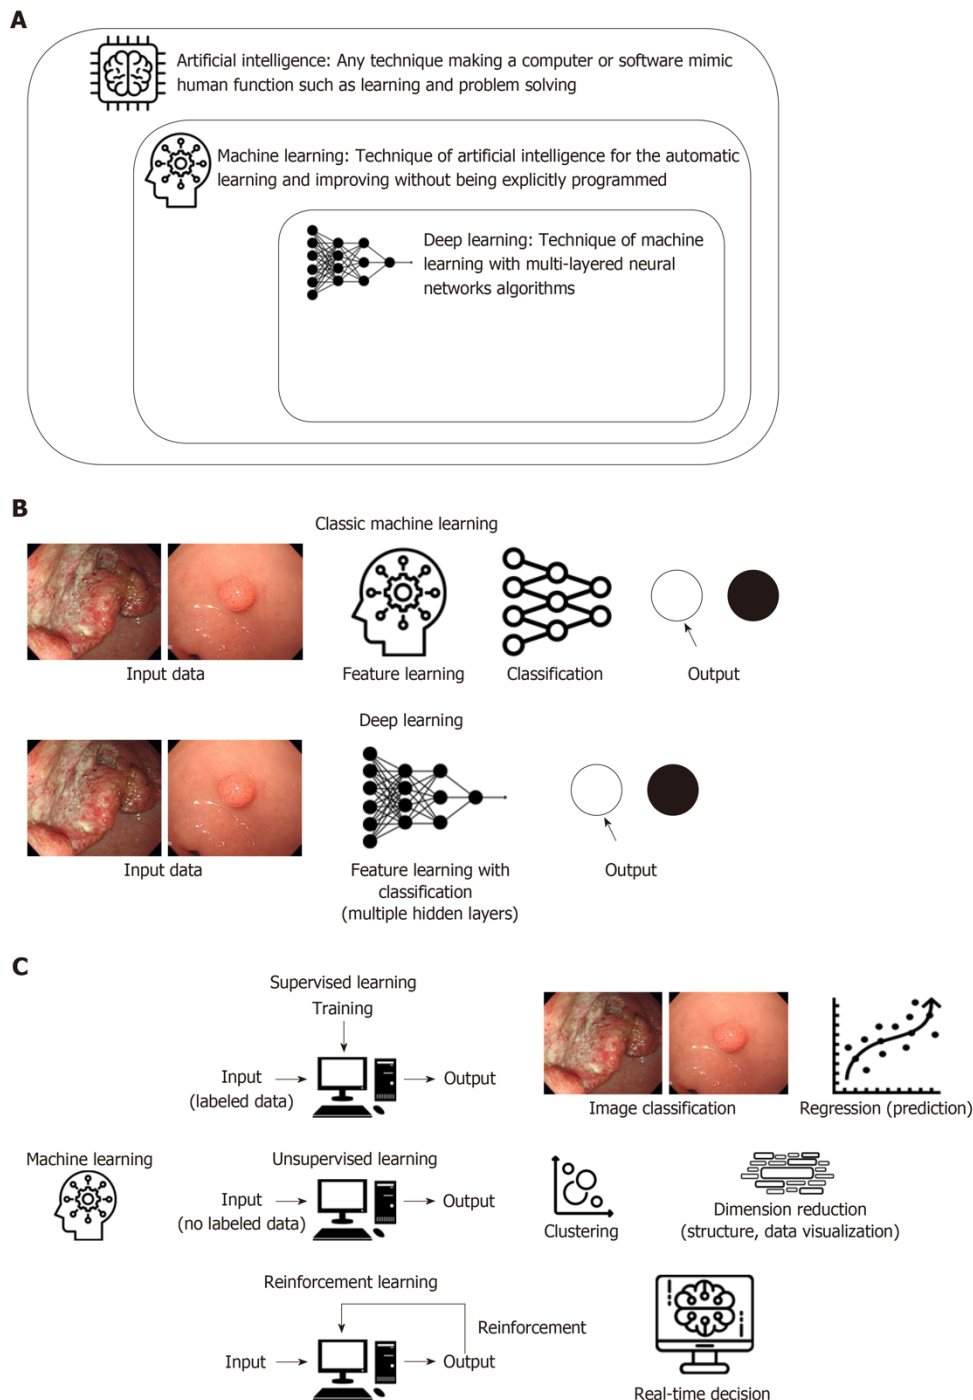 A
Artificial intelligence: Any technique making a computer or software mimic
human function such as learning and problem solving
Machine learning: Technique of artificial intelligence for the automatic
learning and improving without being explicitly programmed
Deep learning: Technique of machine
learning with multi-layered neural
networks algorithms
B
Classic machine learning
Input data
Feature learning
Classification
Output
Deep learning
Input data
Feature learning with
classification
(multiple hidden layers)
Output
C
Supervised learning
Training
Input
(labeled data)
Output
Image classification
Regression (prediction)
Machine learning
Unsupervised learning
Input
(no labeled data)
Output
Clustering
Dimension reduction
(structure, data visualization)
Reinforcement learning
Reinforcement
Input
Output
Real-time decision